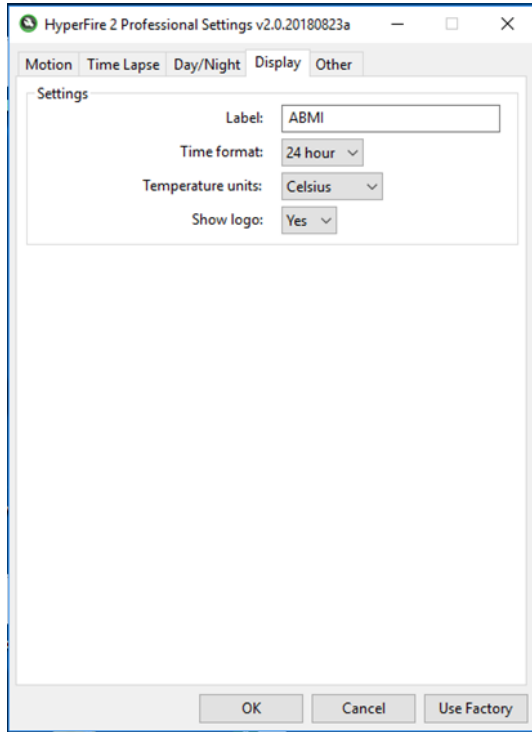 HyperFire 2 Professional Settings v2.0.20180823a
Motion Time Lapse Day/Night Display Other
Settings
Label: ABMI
Time format: 24 hour
Temperature units: Celsius
Show logo: Yes
OK Cancel Use Factory